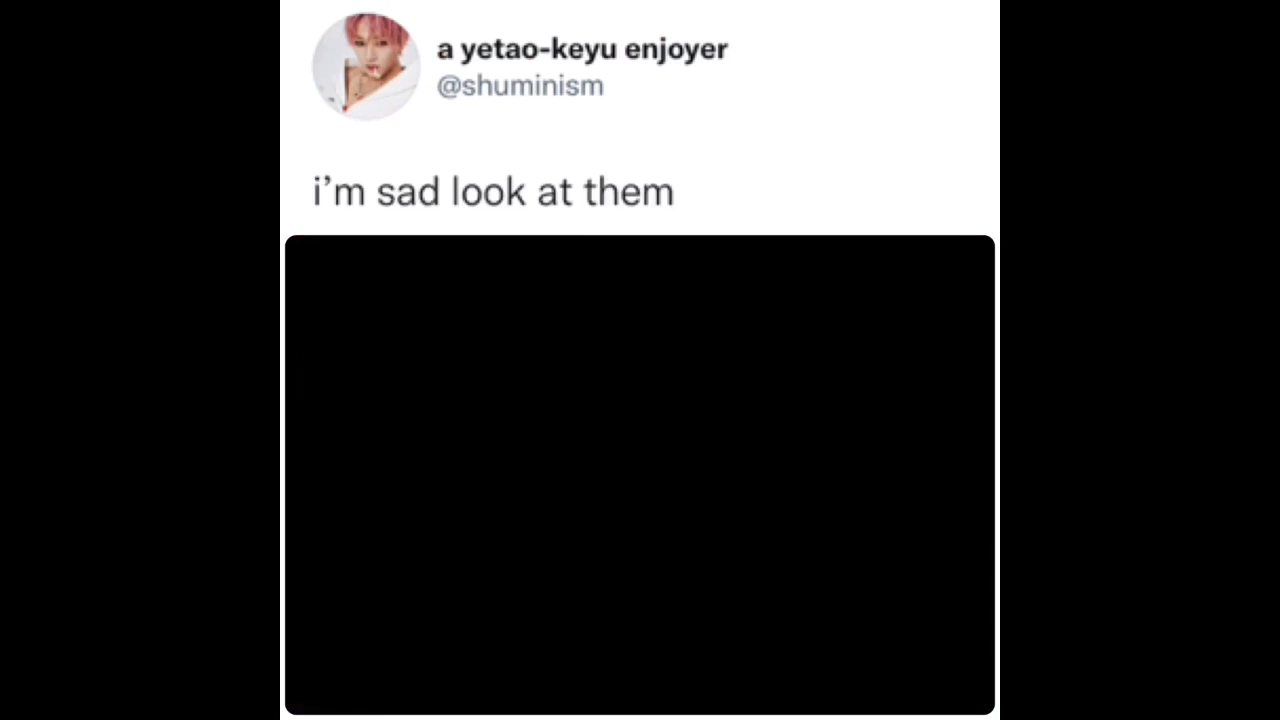 a yetao-keyu enjoyer
@shuminism
i’m sad look at them